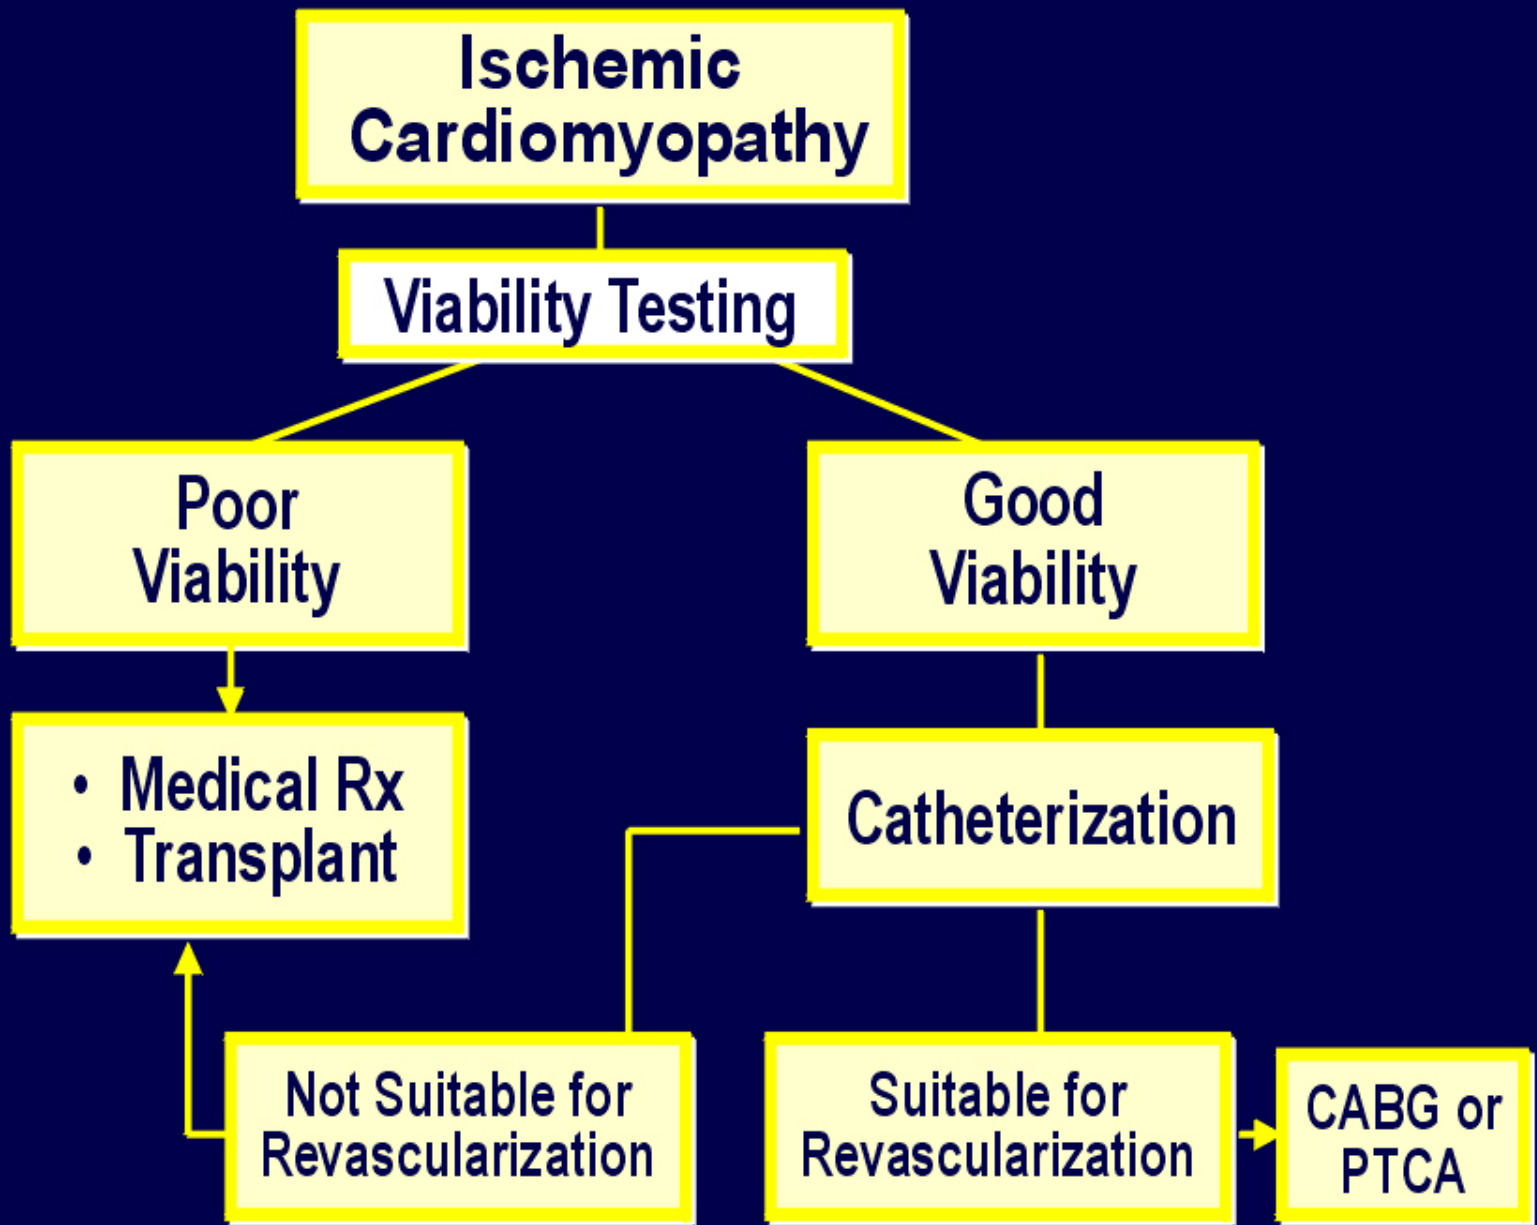 Ischemic
Cardiomyopathy
Viability Testing
Poor
Viability
Good
Viability
• Medical Rx
• Transplant
Catheterization
Not Suitable for
Revascularization
Suitable for
Revascularization
CABG or
PTCA